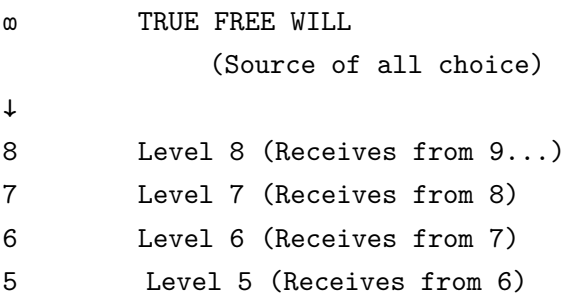 ∞ TRUE FREE WILL
(Source of all choice)
↓
8 Level 8 (Receives from 9...)
7 Level 7 (Receives from 8)
6 Level 6 (Receives from 7)
5 Level 5 (Receives from 6)